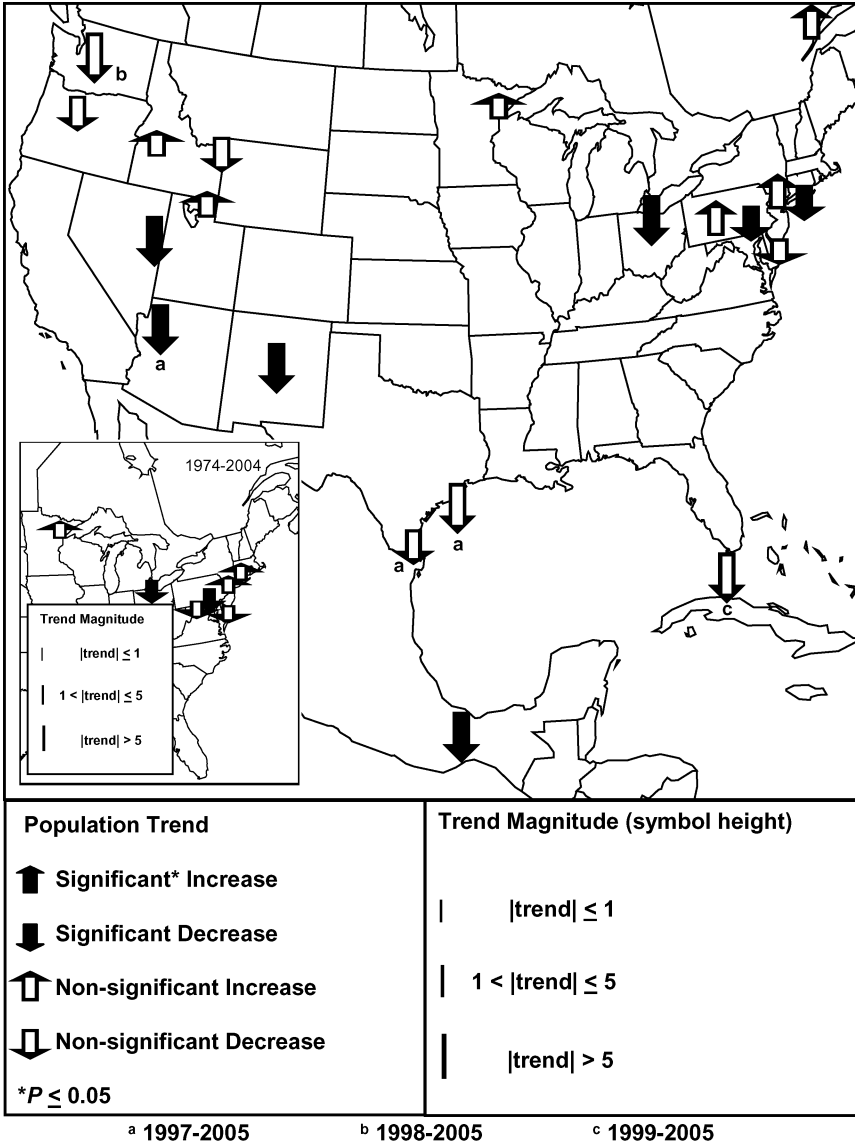 b
a
a
a
c
1974-2004
Trend Magnitude
|trend| ≤ 1
1 < |trend| ≤ 5
|trend| > 5
Population Trend
Significant* Increase
Significant Decrease
Non-significant Increase
Non-significant Decrease
*P ≤ 0.05
Trend Magnitude (symbol height)
|trend| ≤ 1
1 < |trend| ≤ 5
|trend| > 5
a 1997-2005 b 1998-2005 c 1999-2005